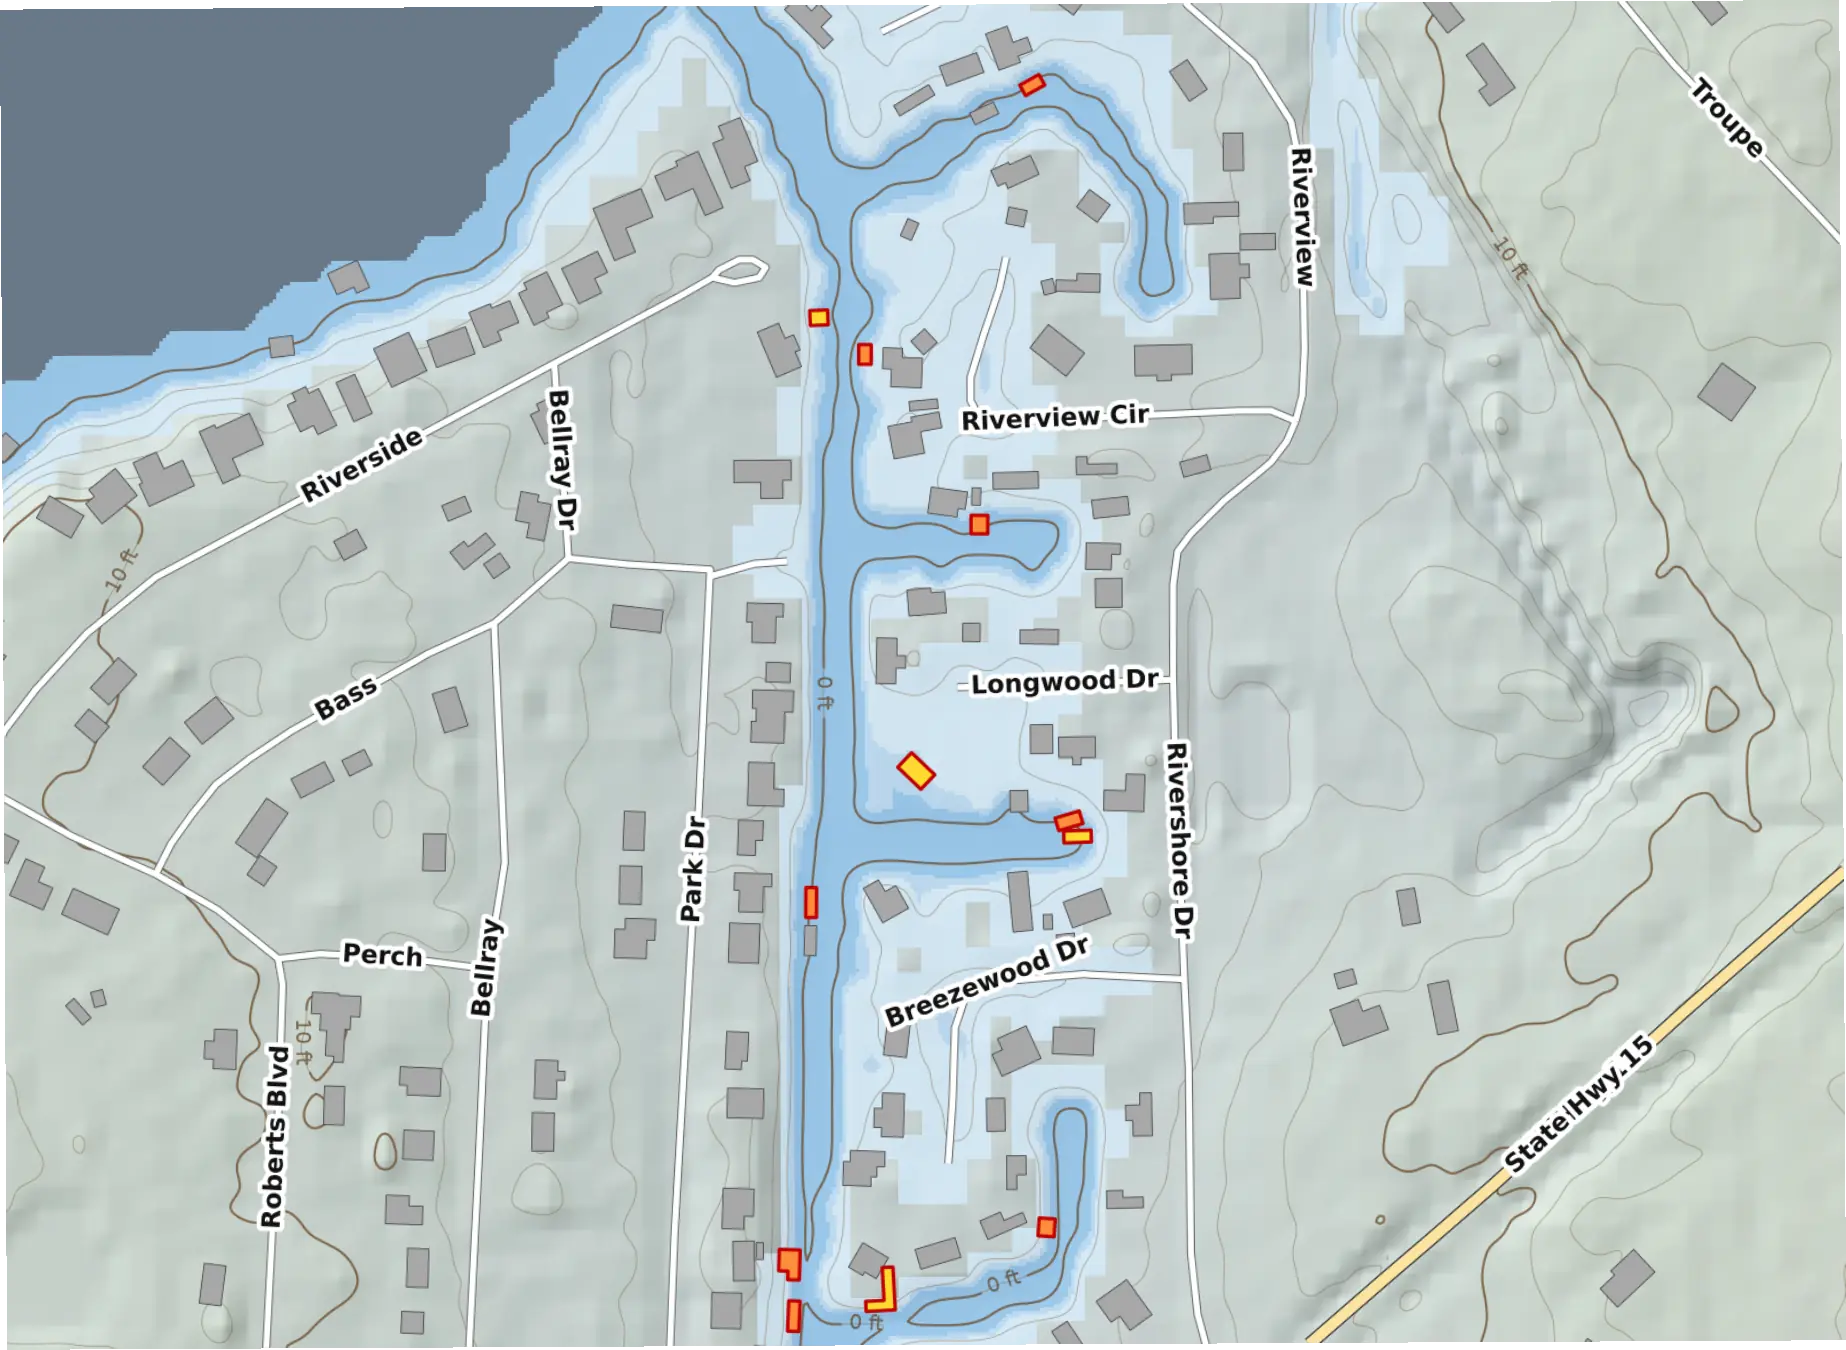 Troupe
Riverview
10 ft
Riverview Cir
Bellray Dr
Riverside
10 ft
Longwood Dr
0 ft
Bass
Rivershore Dr
Park Dr
Perch
Bellray
Breezewood Dr
10 ft
Roberts Blvd
State Hwy 15
0 ft
0 ft